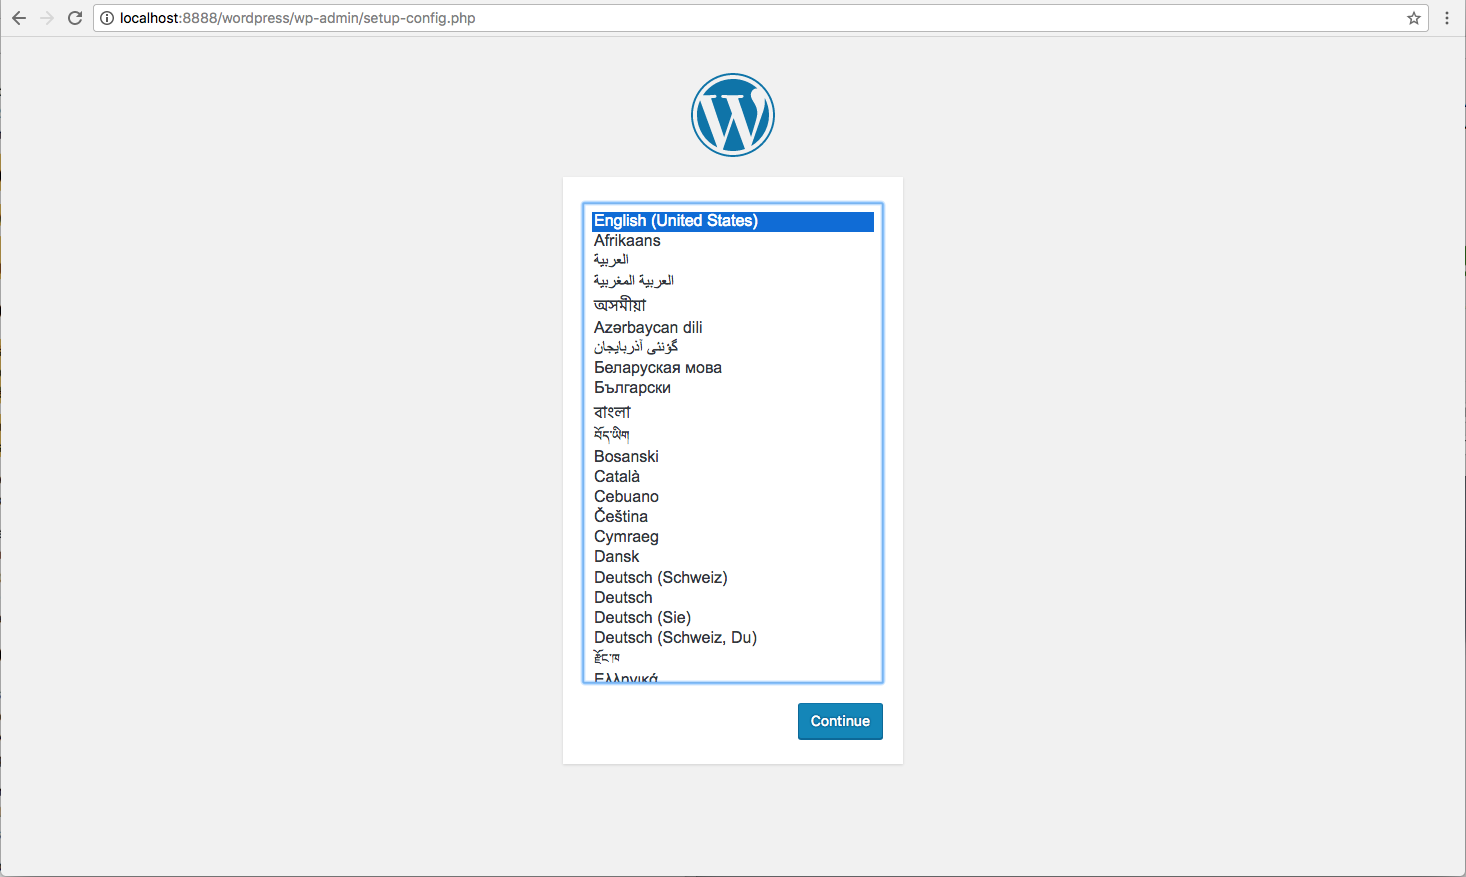 localhost:8888/wordpress/wp-admin/setup-config.php
W
English (United States)
Afrikaans
العربية
العربية المغربية
অসমীয়া
Azərbaycan dili
گؤنئی آذربایجان
Беларуская мова
Български
বাংলা
བོད་ཡིག
Bosanski
Català
Cebuano
Čeština
Cymraeg
Dansk
Deutsch (Schweiz)
Deutsch
Deutsch (Sie)
Deutsch (Schweiz, Du)
རྫོང་ཁ
Ελληνικά
Continue